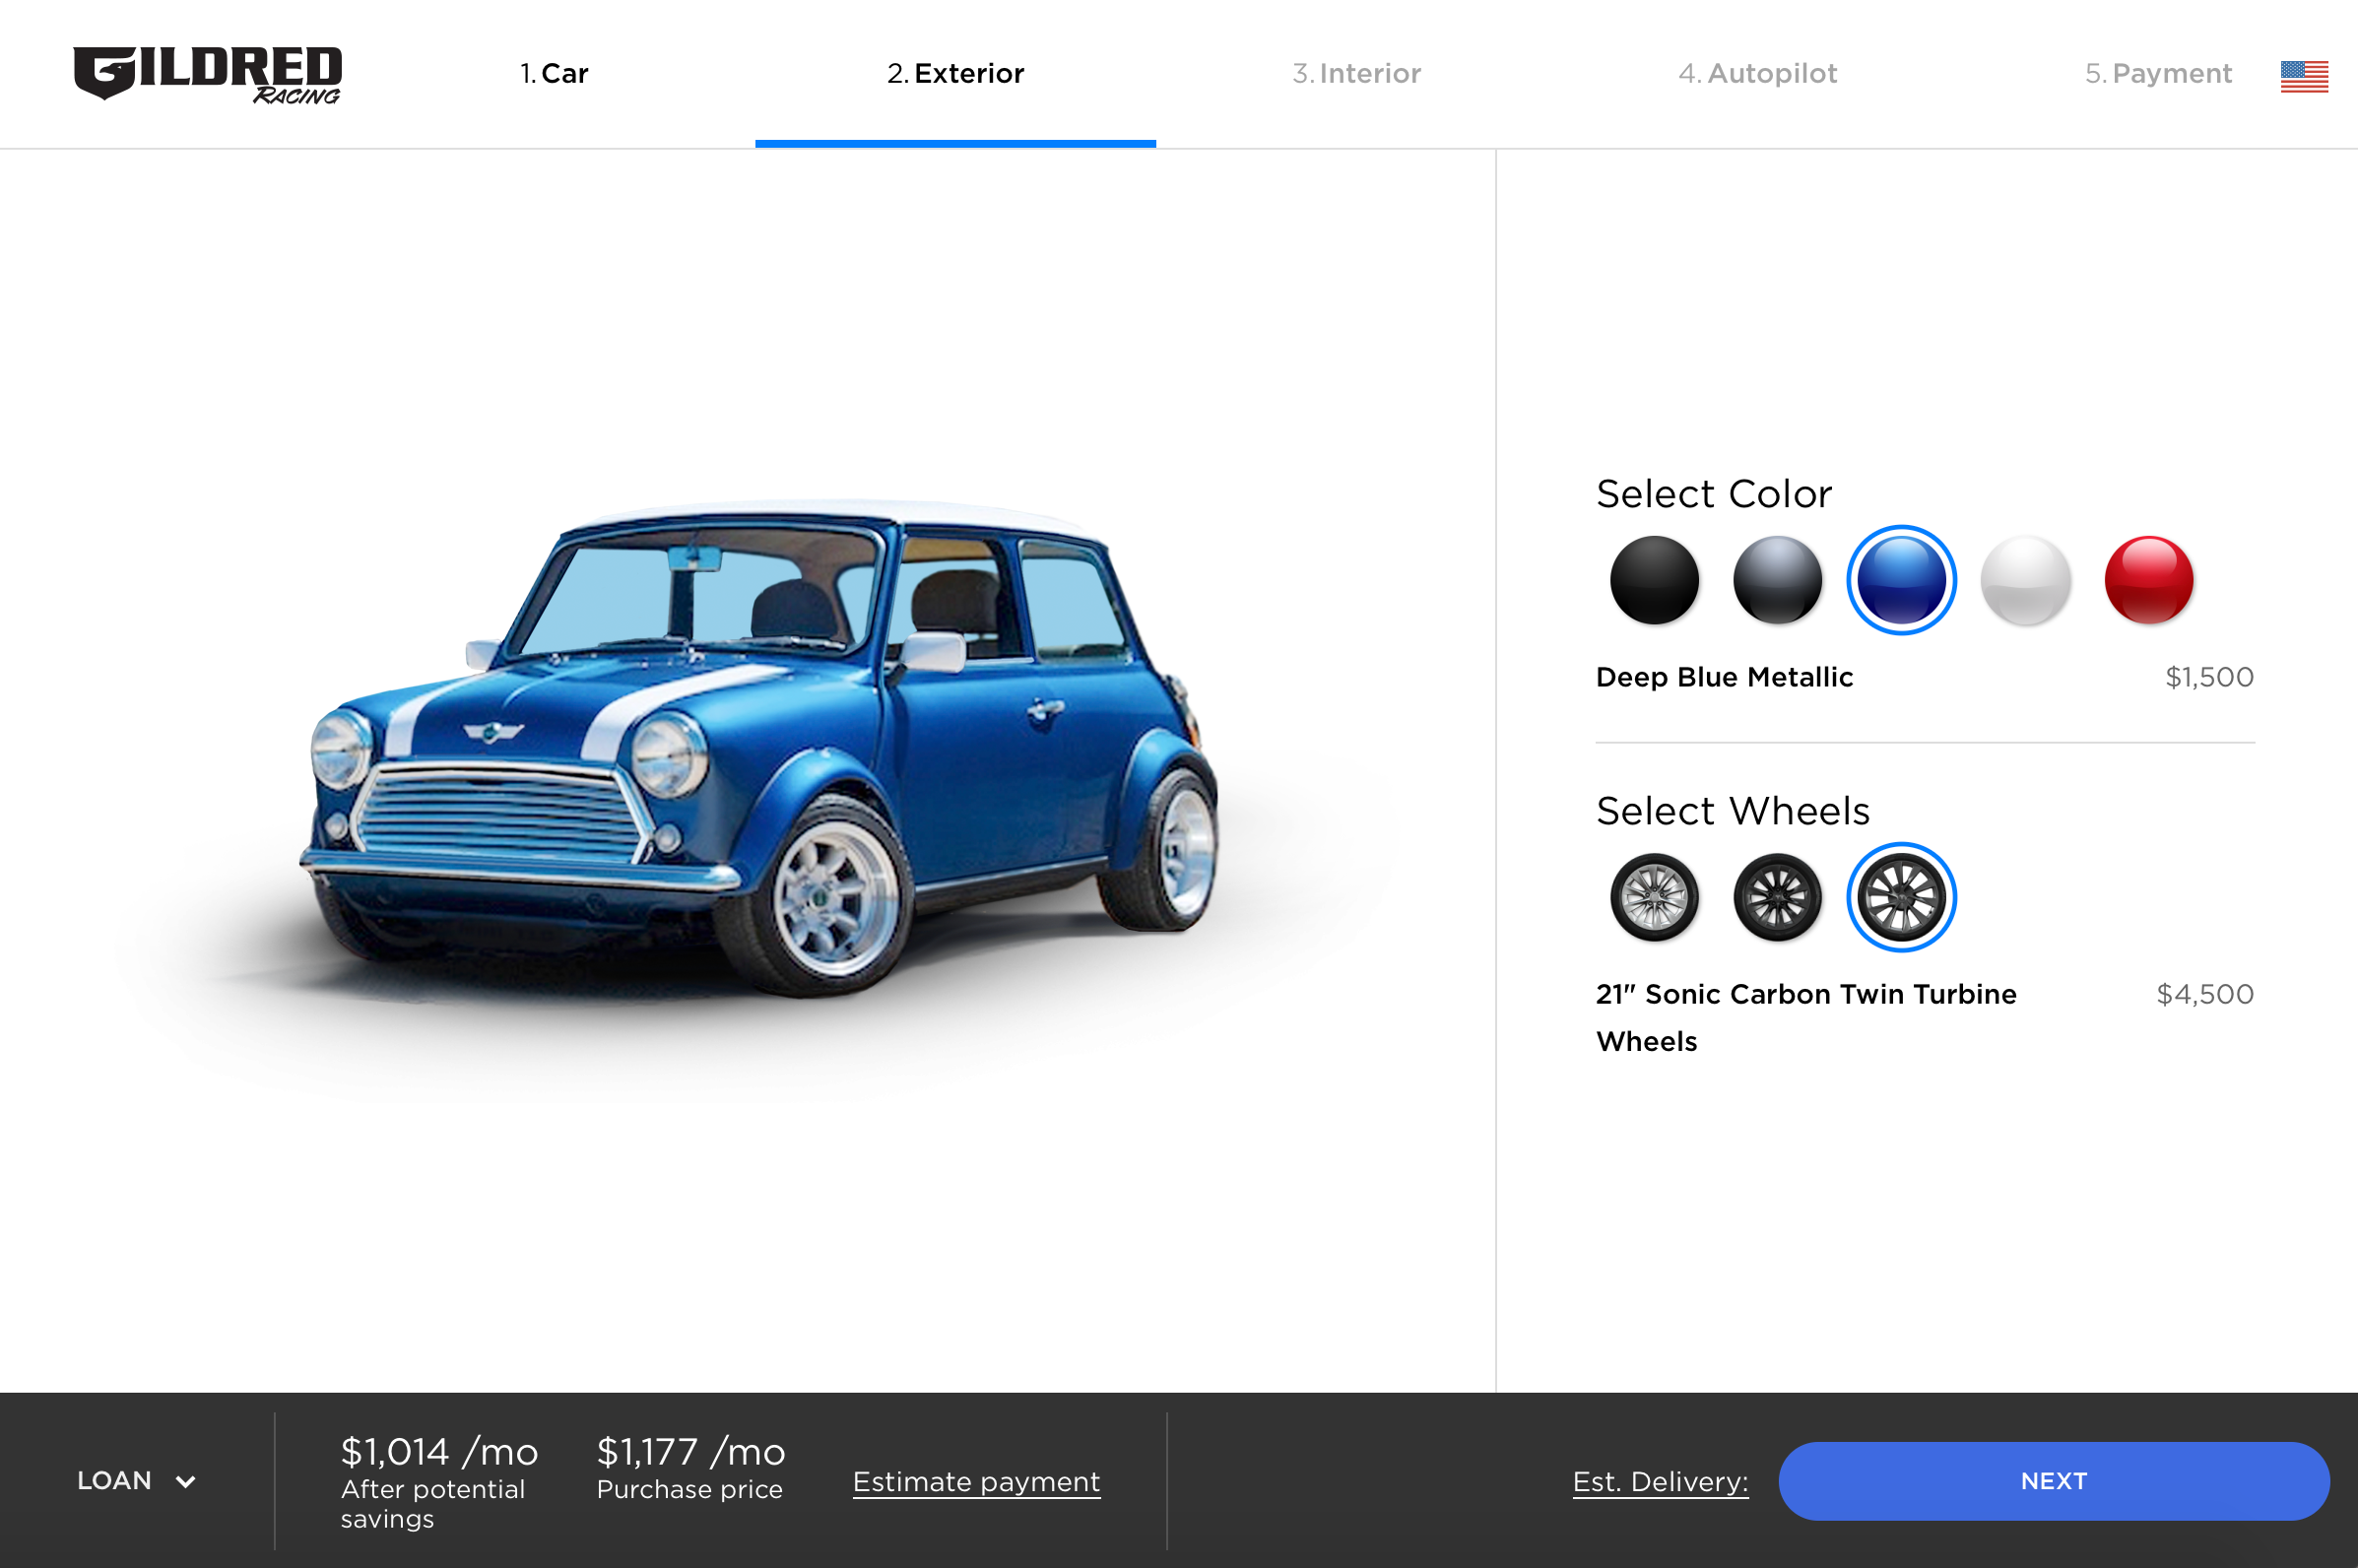 GILDRED
RACING
1. Car
2. Exterior
3. Interior
4. Autopilot
5. Payment
Select Color
Deep Blue Metallic $1,500
Select Wheels
21" Sonic Carbon Twin Turbine $4,500
Wheels
LOAN
$1,014 /mo
After potential
savings
$1,177 /mo
Purchase price
Estimate payment
Est. Delivery:
NEXT